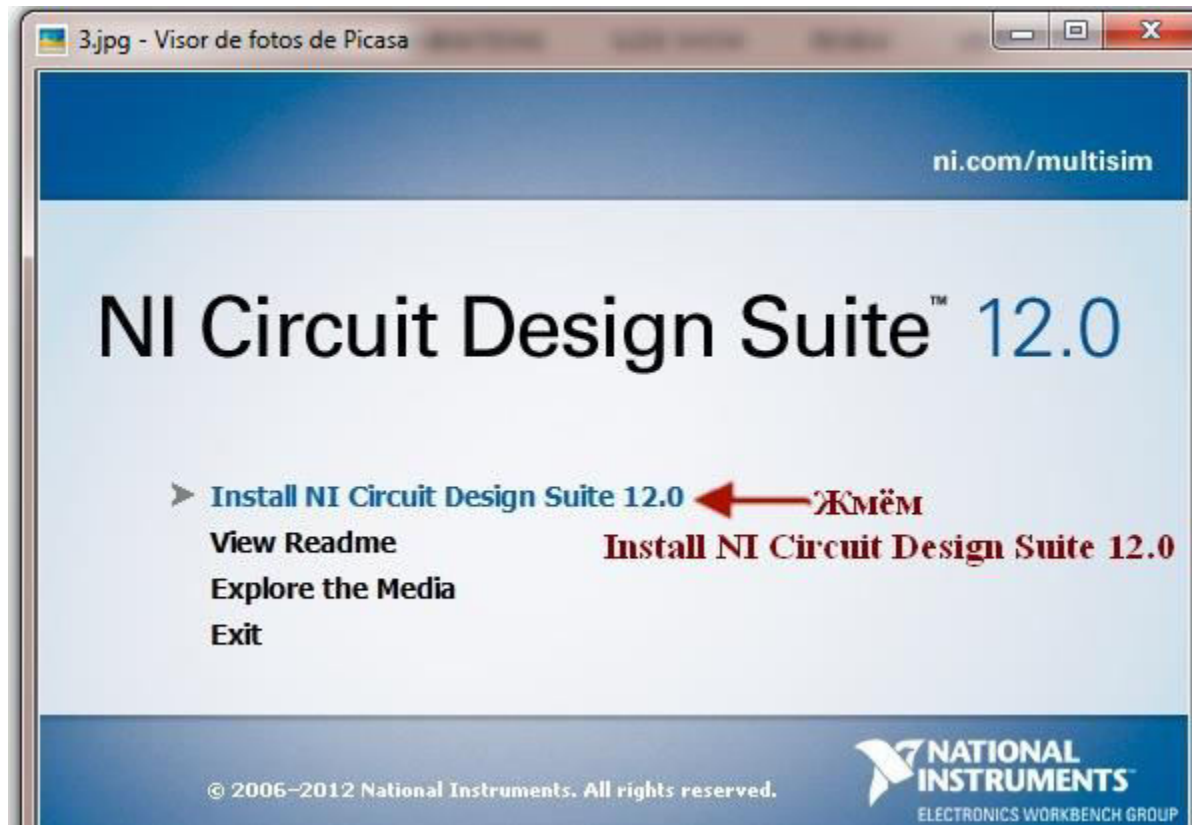 3.jpg - Visor de fotos de Picasa
ni.com/multisim
NI Circuit Design Suite™ 12.0
Install NI Circuit Design Suite 12.0
Жмём
View Readme
Install NI Circuit Design Suite 12.0
Explore the Media
Exit
© 2006–2012 National Instruments. All rights reserved.
NATIONAL
INSTRUMENTS™
ELECTRONICS WORKBENCH GROUP